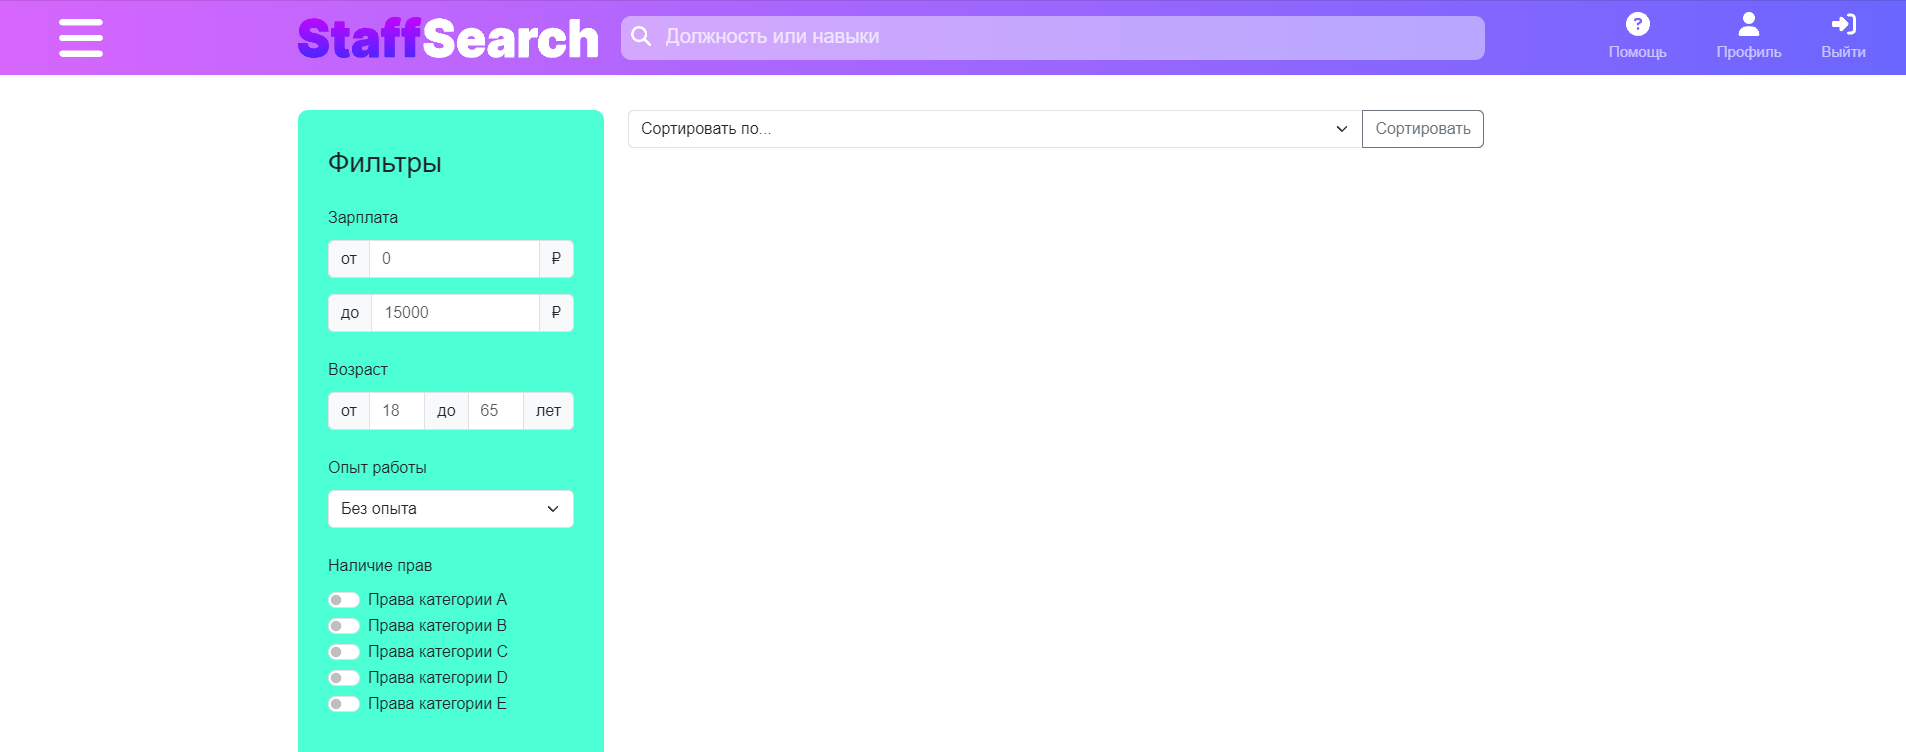 StaffSearch
Должность или навыки
Помощь
Профиль
Выйти
Фильтры
Зарплата
от 0 ₽
до 15000 ₽
Возраст
от 18 до 65 лет
Опыт работы
Без опыта
Наличие прав
Права категории A
Права категории B
Права категории C
Права категории D
Права категории E
Сортировать по...
Сортировать